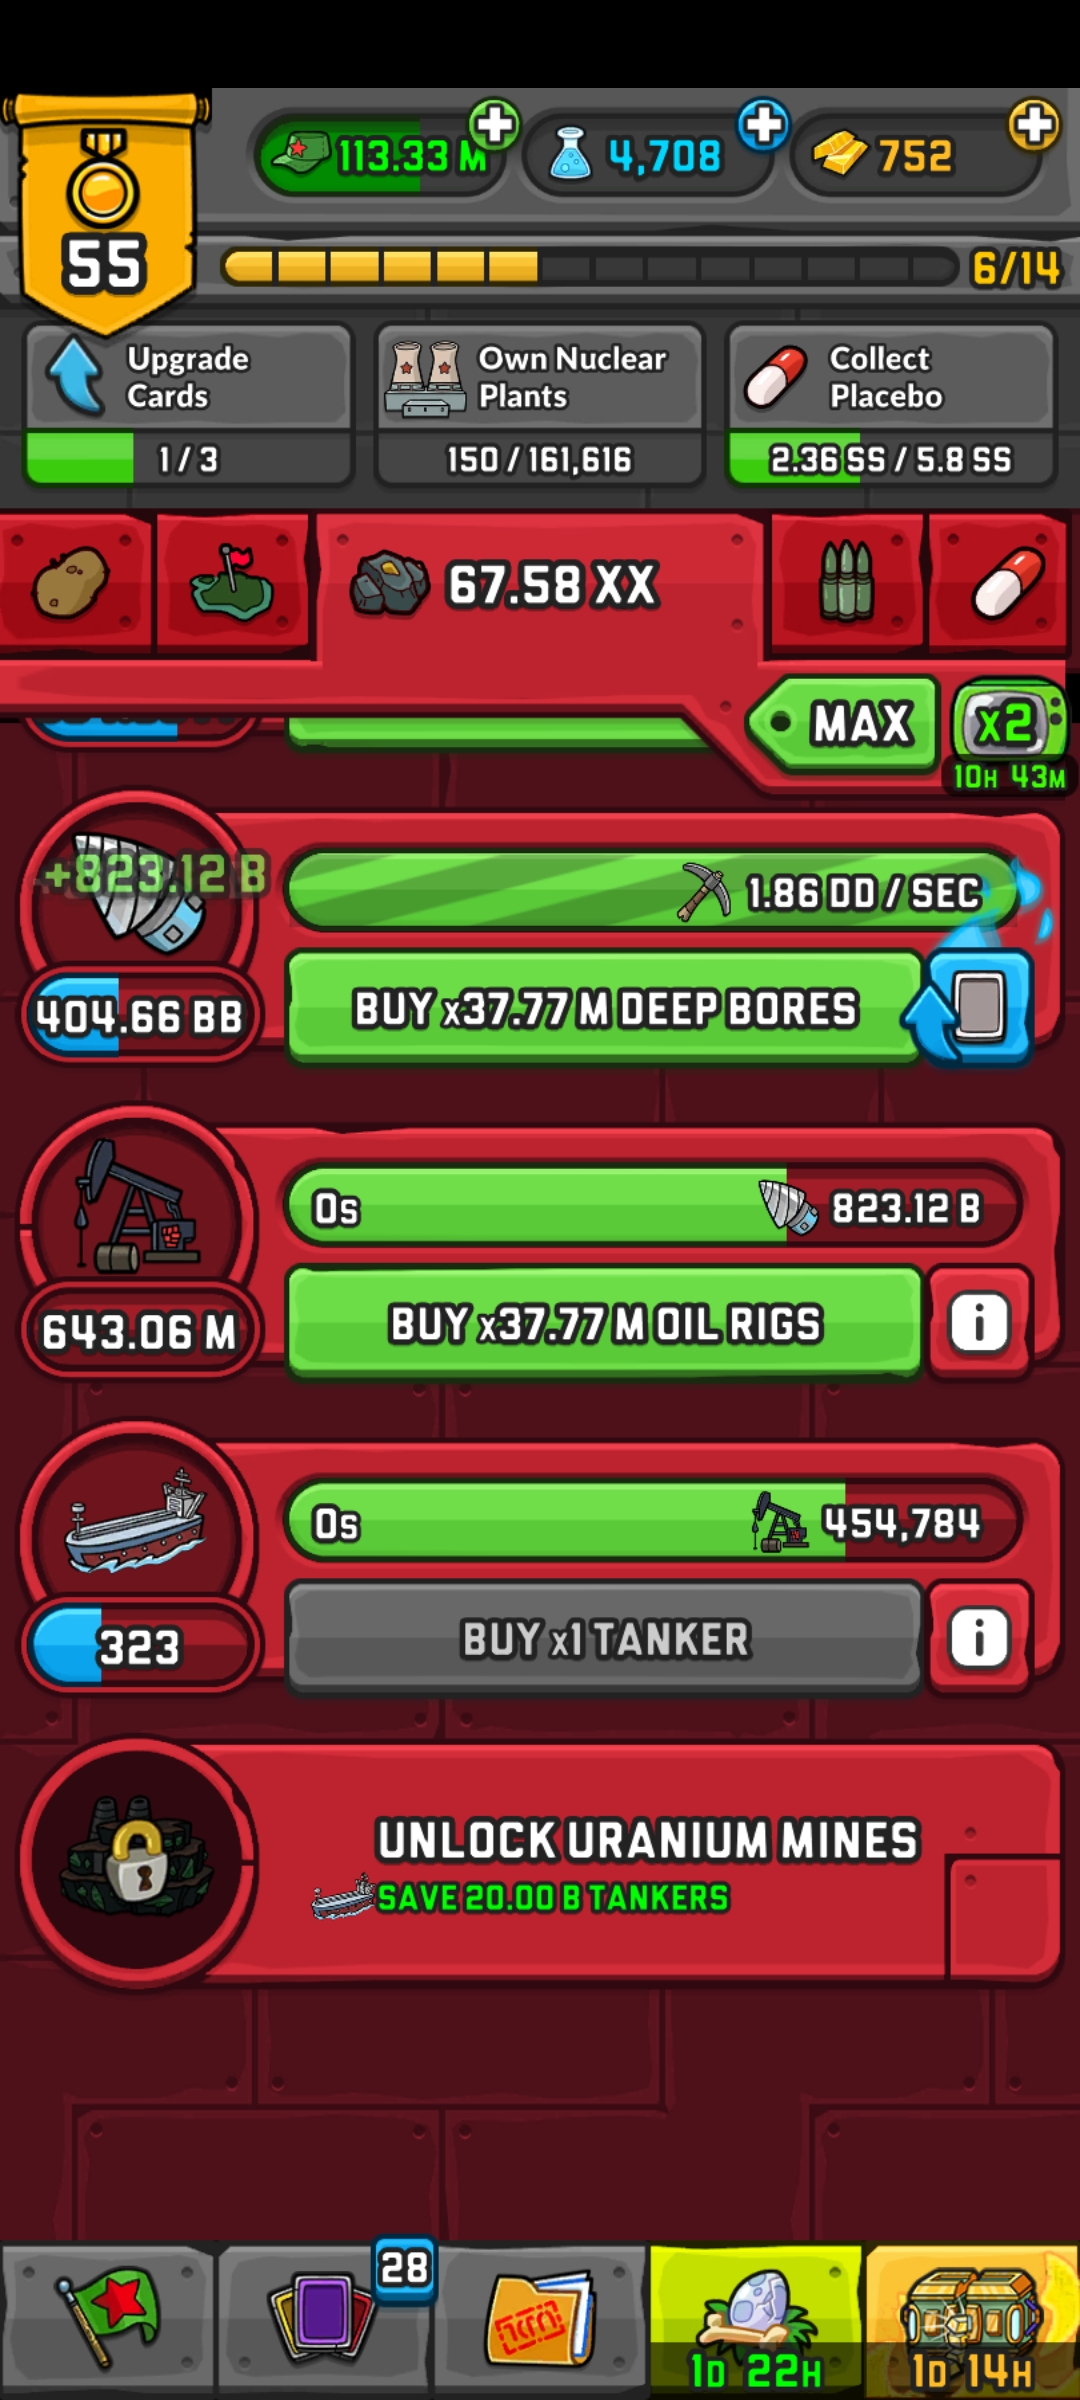 113.33 M
4,708
752
55
6/14
Upgrade
Cards
1 / 3
Own Nuclear
Plants
150 / 161,616
Collect
Placebo
2.36 SS / 5.8 SS
67.58 XX
MAX
x2
10H 43M
+823.12 B
1.86 DD / SEC
404.66 BB
BUY x37.77 M DEEP BORES
0s
823.12 B
643.06 M
BUY x37.77 M OIL RIGS
i
0s
454,784
323
BUY x1 TANKER
i
UNLOCK URANIUM MINES
SAVE 20.00 B TANKERS
28
1D 22H
1D 14H